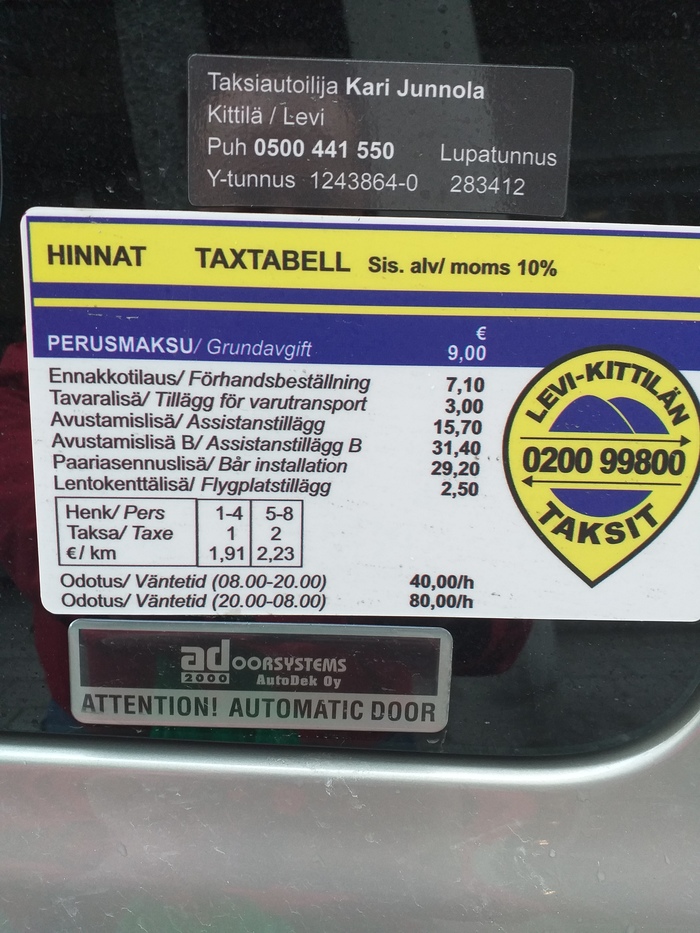 Taksiautoilija Kari Junnola
Kittilä / Levi
Puh 0500 441 550 Lupatunnus
Y-tunnus 1243864-0 283412
HINNAT TAXTABELL Sis. alv/ moms 10%
€
PERUSMAKSU/ Grundavgift 9,00
Ennakkotilaus/ Förhandsbeställning 7,10
Tavaralisä/ Tillägg för varutransport 3,00
Avustamislisä/ Assistanstillägg 15,70
Avustamislisä B/ Assistanstillägg B 31,40
Paariasennuslisä/ Bår installation 29,20
Lentokenttälisä/ Flygplatstillägg 2,50
Henk/ Pers 1-4 5-8
Taksa/ Taxe 1 2
€/ km 1,91 2,23
Odotus/ Väntetid (08.00-20.00) 40,00/h
Odotus/ Väntetid (20.00-08.00) 80,00/h
LEVI-KITTILÄN
0200 99800
TAKSIT
adoorsystems
2000 AutoDek Oy
ATTENTION! AUTOMATIC DOOR